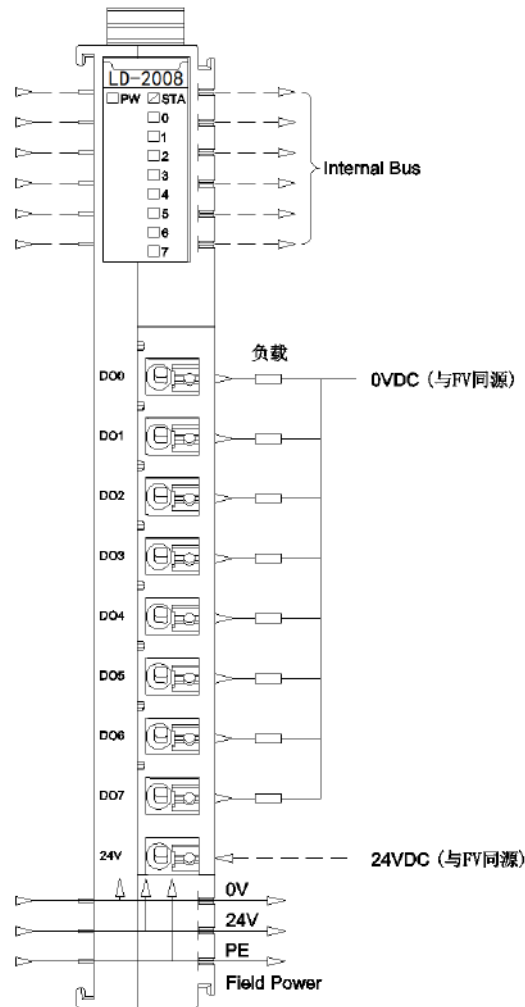 LD-2008
PW STA
0
1
2
3
4
5
6
7
Internal Bus
负载
DO0
0VDC (与FV同源)
DO1
DO2
DO3
DO4
DO5
DO6
DO7
24V
24VDC (与FV同源)
0V
24V
PE
Field Power